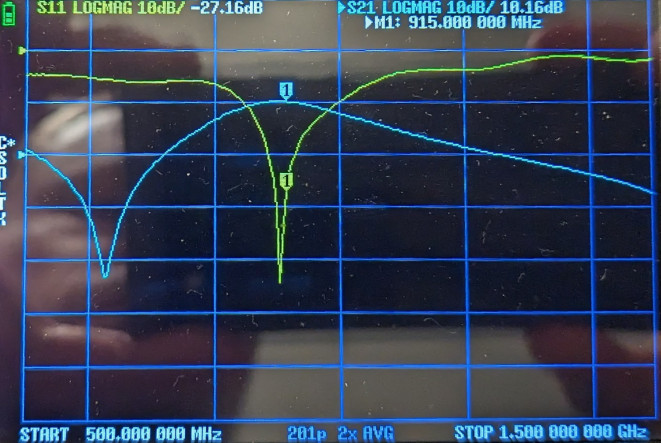 S11 LOGMAG 10dB/ -27.16dB
S21 LOGMAG 10dB/ 10.16dB
M1: 915.000 000 MHz
1
1
C*
S
O
L
T
X
START 500.000 000 MHz
201p 2x AVG
STOP 1.500 000 000 GHz